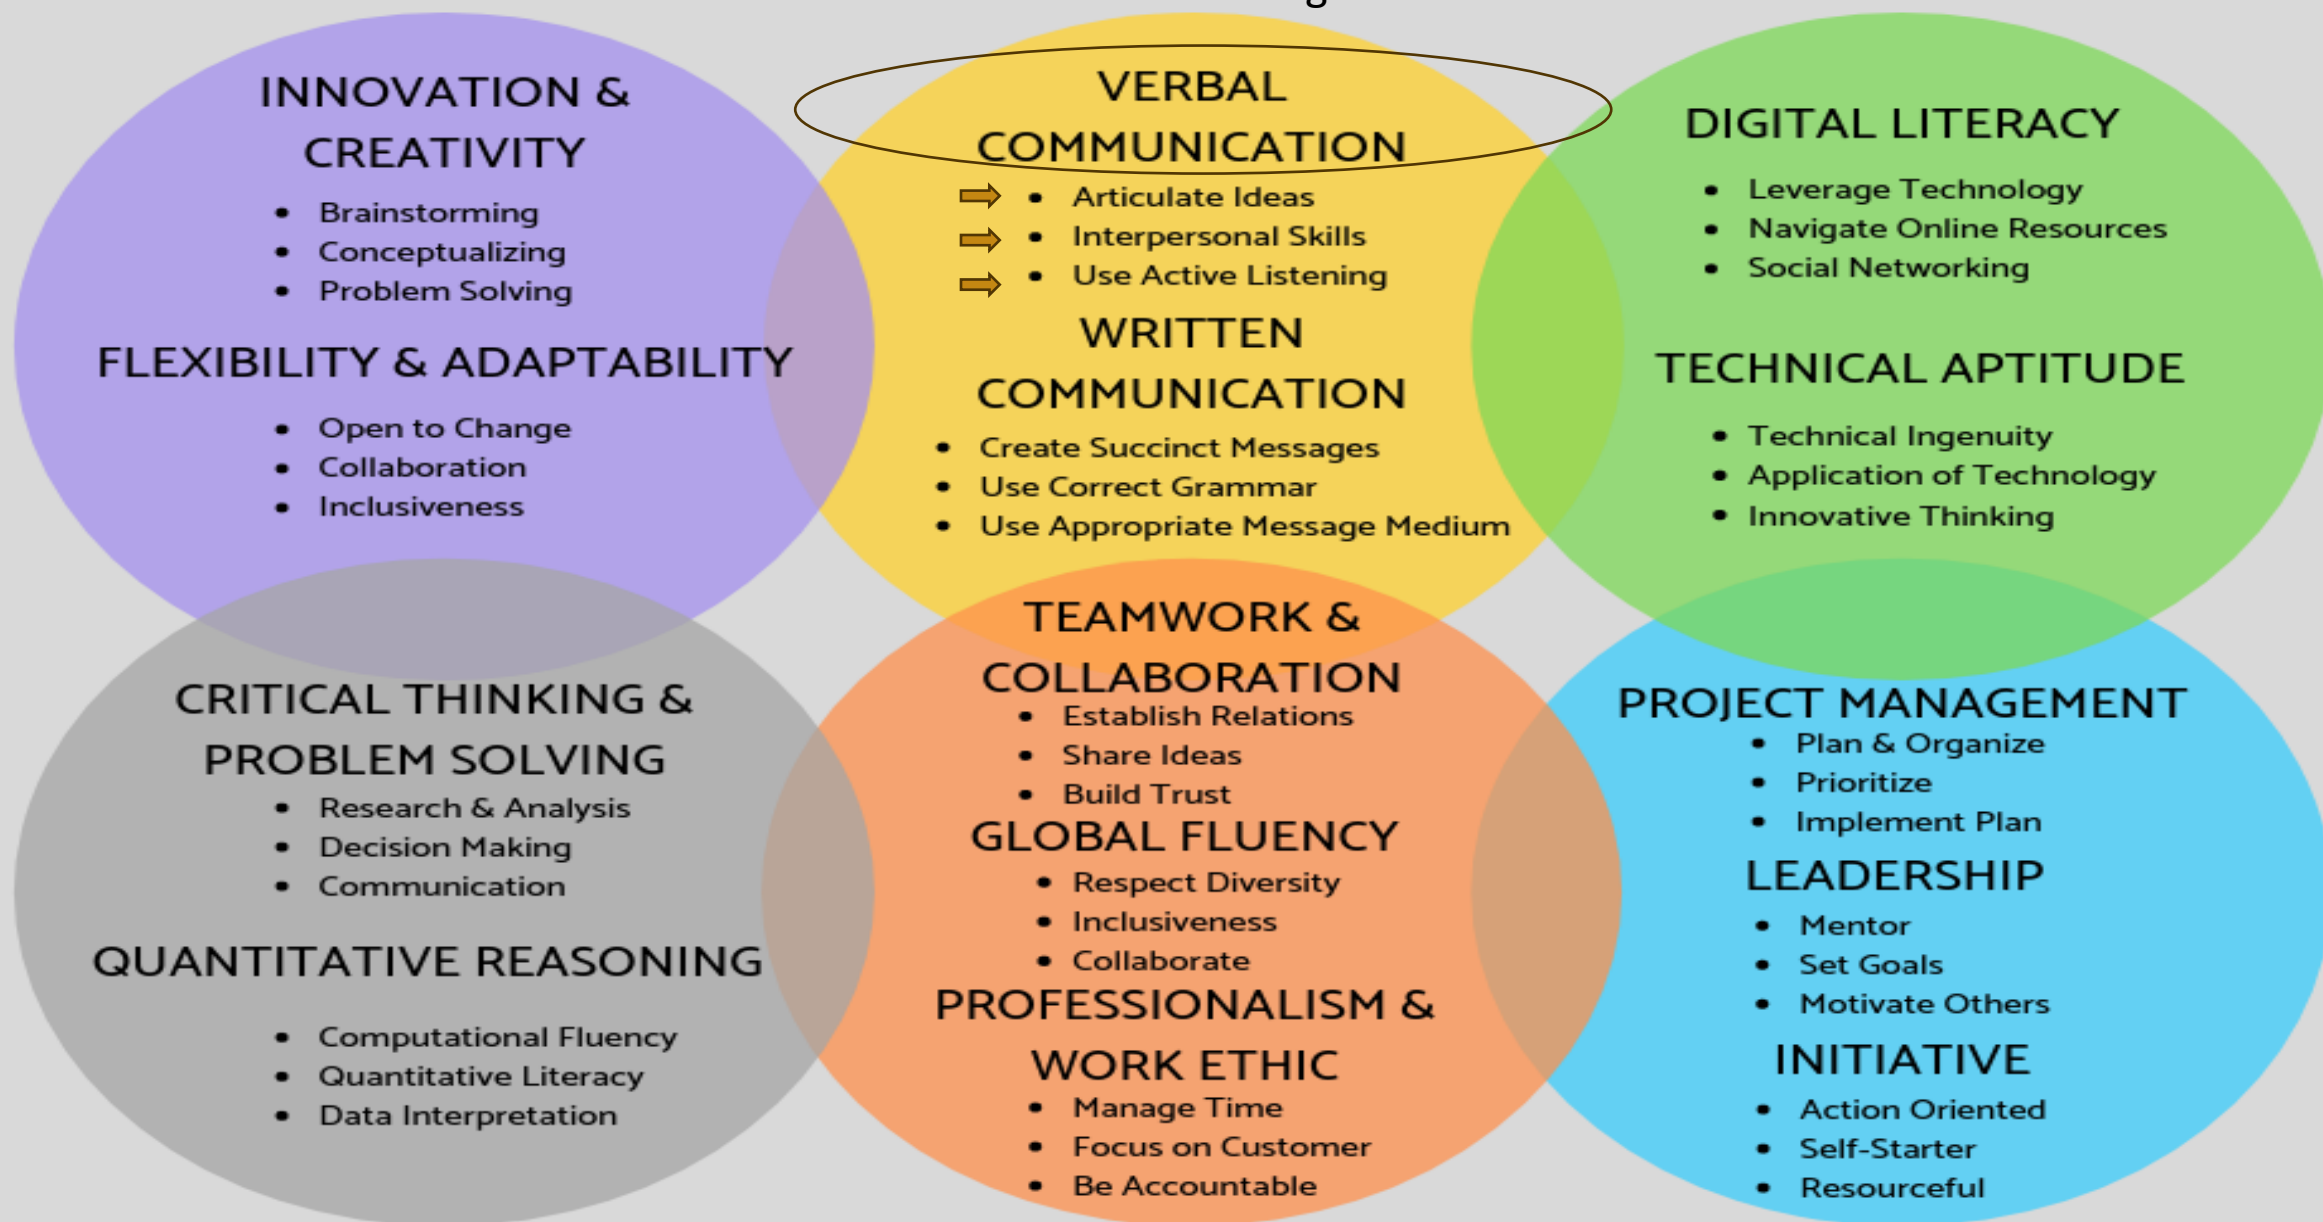 INNOVATION &
CREATIVITY
• Brainstorming
• Conceptualizing
• Problem Solving
FLEXIBILITY & ADAPTABILITY
• Open to Change
• Collaboration
• Inclusiveness
VERBAL
COMMUNICATION
• Articulate Ideas
• Interpersonal Skills
• Use Active Listening
WRITTEN
COMMUNICATION
• Create Succinct Messages
• Use Correct Grammar
• Use Appropriate Message Medium
DIGITAL LITERACY
• Leverage Technology
• Navigate Online Resources
• Social Networking
TECHNICAL APTITUDE
• Technical Ingenuity
• Application of Technology
• Innovative Thinking
CRITICAL THINKING &
PROBLEM SOLVING
• Research & Analysis
• Decision Making
• Communication
QUANTITATIVE REASONING
• Computational Fluency
• Quantitative Literacy
• Data Interpretation
TEAMWORK &
COLLABORATION
• Establish Relations
• Share Ideas
• Build Trust
GLOBAL FLUENCY
• Respect Diversity
• Inclusiveness
• Collaborate
PROFESSIONALISM &
WORK ETHIC
• Manage Time
• Focus on Customer
• Be Accountable
PROJECT MANAGEMENT
• Plan & Organize
• Prioritize
• Implement Plan
LEADERSHIP
• Mentor
• Set Goals
• Motivate Others
INITIATIVE
• Action Oriented
• Self-Starter
• Resourceful